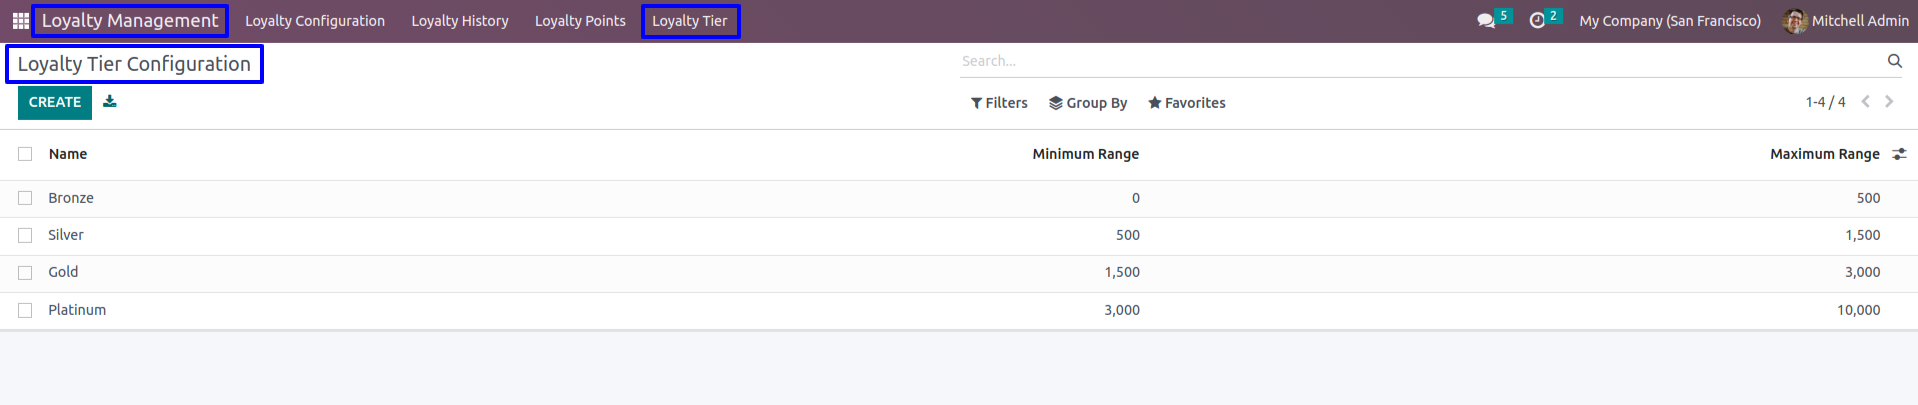 Loyalty Management Loyalty Configuration Loyalty History Loyalty Points Loyalty Tier 5 2 My Company (San Francisco) Mitchell Admin
Loyalty Tier Configuration Search...
CREATE Filters Group By Favorites 1-4 / 4
Name Minimum Range Maximum Range
Bronze 0 500
Silver 500 1,500
Gold 1,500 3,000
Platinum 3,000 10,000